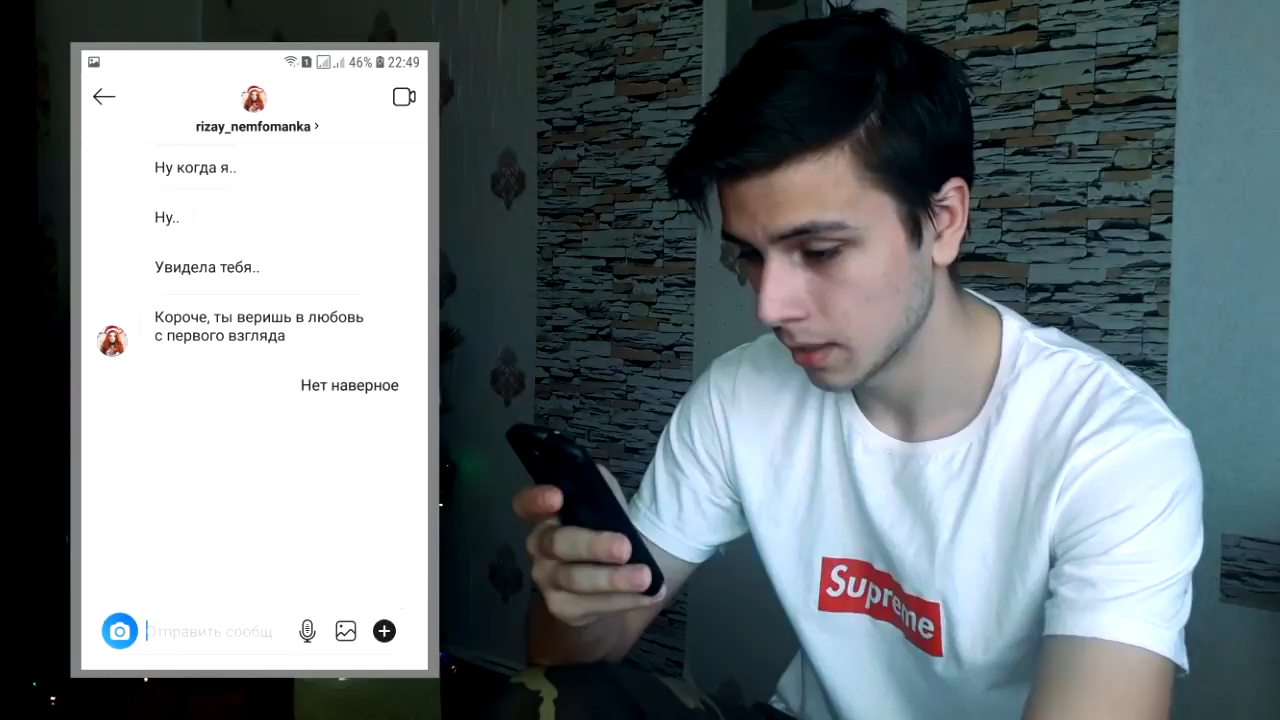 46% 22:49
rizay_nemfomanka
Ну когда я..
Ну..
Увидела тебя..
Короче, ты веришь в любовь
с первого взгляда
Нет наверное
Отправить сообщ...
Supreme